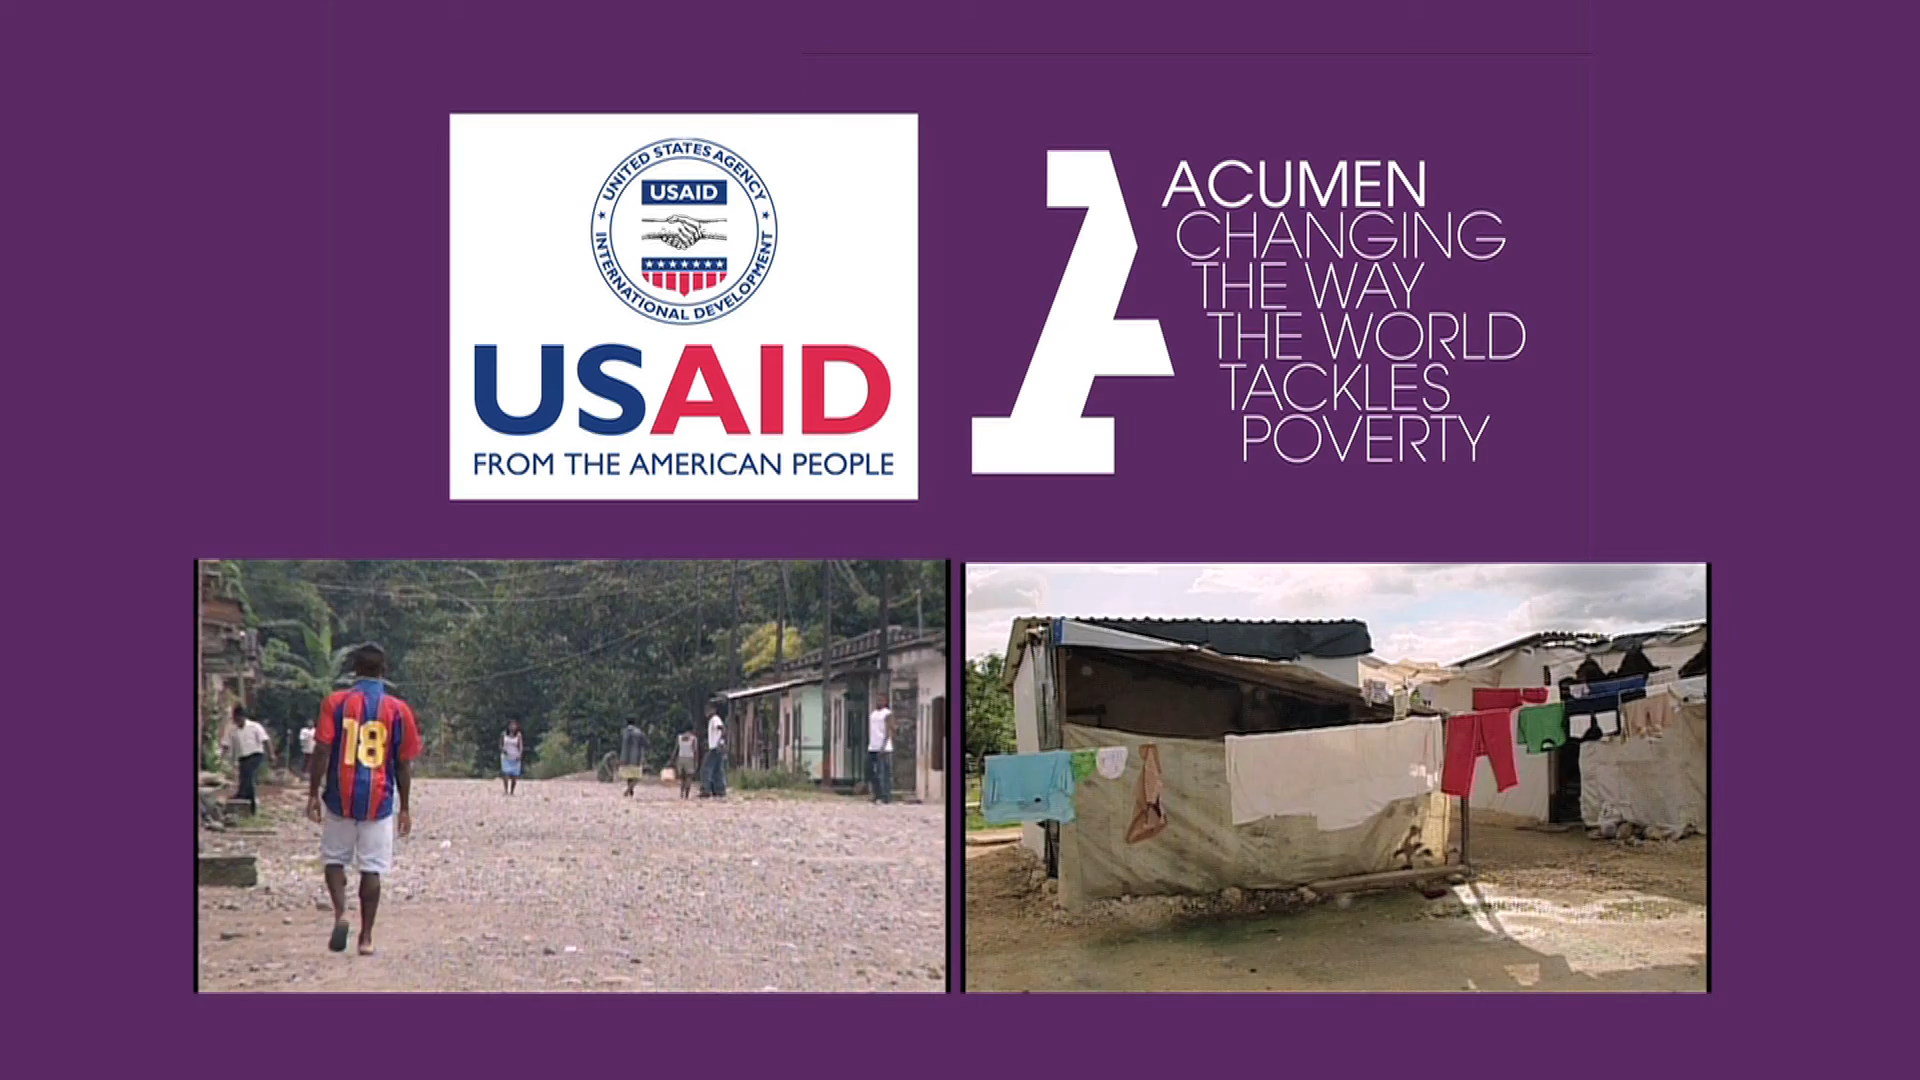 UNITED STATES AGENCY
USAID
INTERNATIONAL DEVELOPMENT
USAID
FROM THE AMERICAN PEOPLE
ACUMEN
CHANGING
THE WAY
THE WORLD
TACKLES
POVERTY
18